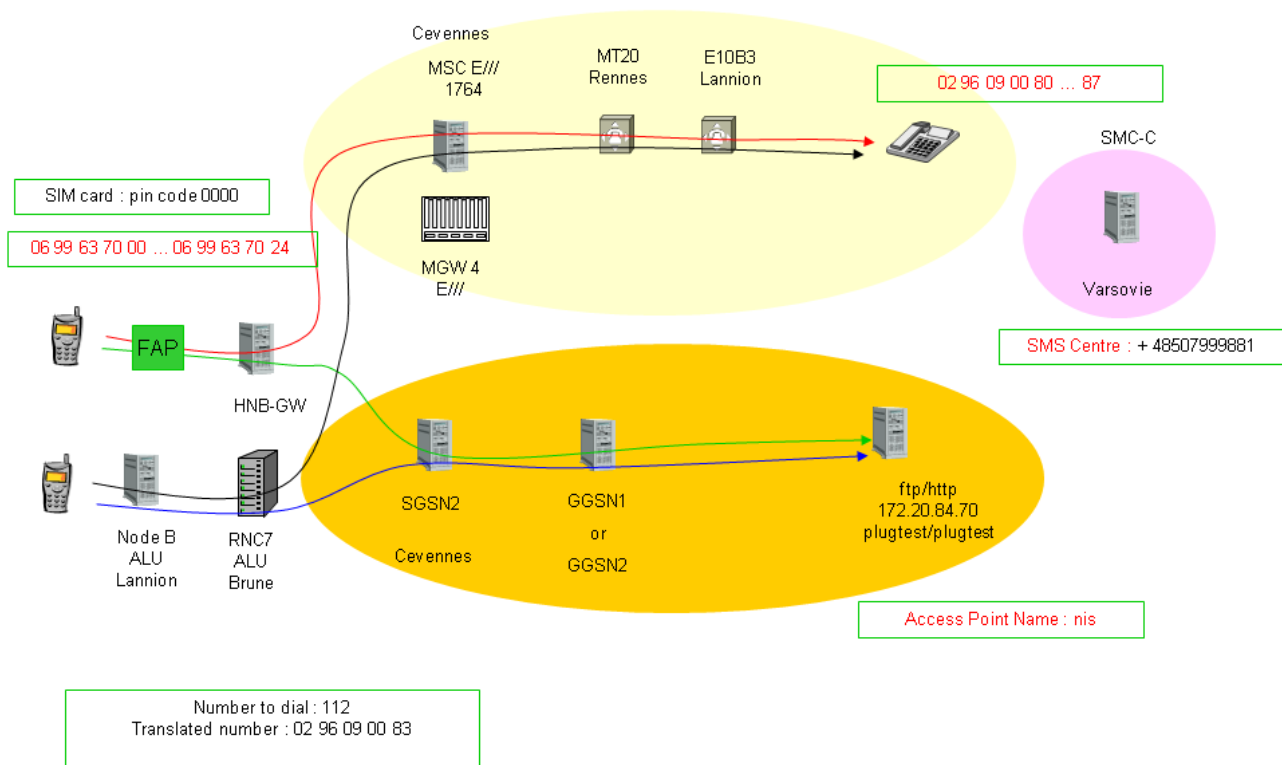 Cevennes
MSC E///
1764
MT20
Rennes
E10B3
Lannion
02 96 09 00 80 ... 87
SMC-C
SIM card : pin code 0000
06 99 63 70 00 ... 06 99 63 70 24
MGW 4
E///
Varsovie
SMS Centre : + 48507999881
FAP
HNB-GW
Node B
ALU
Lannion
RNC7
ALU
Brune
SGSN2
Cevennes
GGSN1
or
GGSN2
ftp/http
172.20.84.70
plugtest/plugtest
Access Point Name : nis
Number to dial : 112
Translated number : 02 96 09 00 83